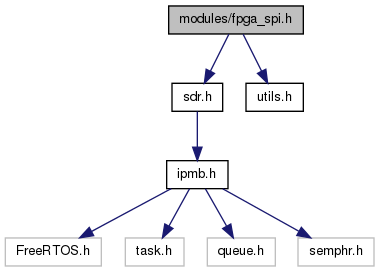 modules/fpga_spi.h
sdr.h
utils.h
ipmb.h
FreeRTOS.h
task.h
queue.h
semphr.h